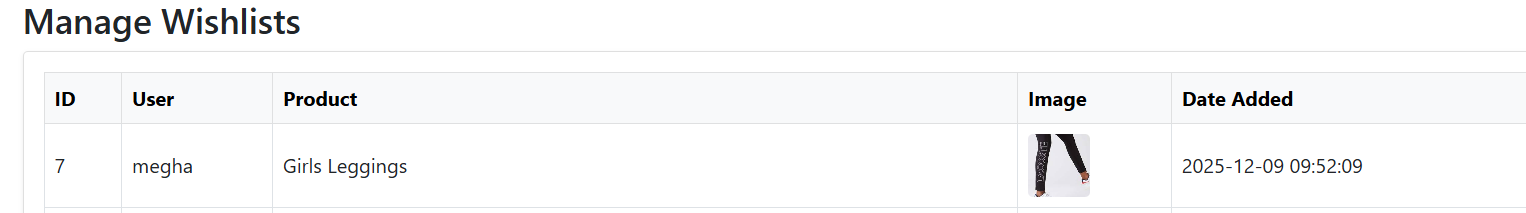 Manage Wishlists
ID User Product Image Date Added
7 megha Girls Leggings 2025-12-09 09:52:09